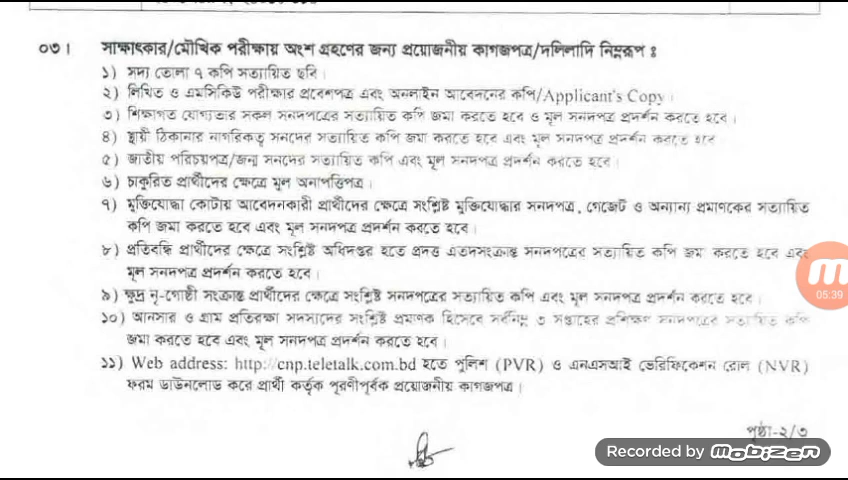 ০৩। সাক্ষাৎকার/মৌখিক পরীক্ষায় অংশ গ্রহণের জন্য প্রয়োজনীয় কাগজপত্র/দলিলাদি নিম্নরূপ ঃ
১) সদ্য তোলা ৭ কপি সত্যায়িত ছবি।
২) লিখিত ও এমসিকিউ পরীক্ষার প্রবেশপত্র এবং অনলাইন আবেদনের কপি/Applicant's Copy।
৩) শিক্ষাগত যোগ্যতার সকল সনদপত্রের সত্যায়িত কপি জমা করতে হবে ও মূল সনদপত্র প্রদর্শন করতে হবে।
৪) স্থায়ী ঠিকানার নাগরিকত্ব সনদের সত্যায়িত কপি জমা করতে হবে এবং মূল সনদপত্র প্রদর্শন করতে হবে
৫) জাতীয় পরিচয়পত্র/জন্ম সনদের সত্যায়িত কপি এবং মূল সনদপত্র প্রদর্শন করতে হবে।
৬) চাকুরিত প্রার্থীদের ক্ষেত্রে মূল অনাপত্তিপত্র।
৭) মুক্তিযোদ্ধা কোটায় আবেদনকারী প্রার্থীদের ক্ষেত্রে সংশ্লিষ্ট মুক্তিযোদ্ধার সনদপত্র, গেজেট ও অন্যান্য প্রমাণকের সত্যায়িত
কপি জমা করতে হবে এবং মূল সনদপত্র প্রদর্শন করতে হবে।
৮) প্রতিবন্ধি প্রার্থীদের ক্ষেত্রে সংশ্লিষ্ট অধিদপ্তর হতে প্রদত্ত এতদসংক্রান্ত সনদপত্রের সত্যায়িত কপি জমা করতে হবে এবং
মূল সনদপত্র প্রদর্শন করতে হবে।
৯) ক্ষুদ্র নৃ-গোষ্ঠী সংক্রান্ত প্রার্থীদের ক্ষেত্রে সংশ্লিষ্ট সনদপত্রের সত্যায়িত কপি এবং মূল সনদপত্র প্রদর্শন করতে হবে।
১০) আনসার ও গ্রাম প্রতিরক্ষা সদস্যদের সংশ্লিষ্ট প্রমাণক হিসেবে সর্বনিম্ন ৩ সপ্তাহের প্রশিক্ষণ সনদপত্রের সত্যায়িত কপি
জমা করতে হবে এবং মূল সনদপত্র প্রদর্শন করতে হবে।
১১) Web address: http://cnp.teletalk.com.bd হতে পুলিশ (PVR) ও এনএসআই ভেরিফিকেশন রোল (NVR)
ফরম ডাউনলোড করে প্রার্থী কর্তৃক পূরণীপূর্বক প্রয়োজনীয় কাগজপত্র।
পৃষ্ঠা-২/৩
05:39
Recorded by mobizen